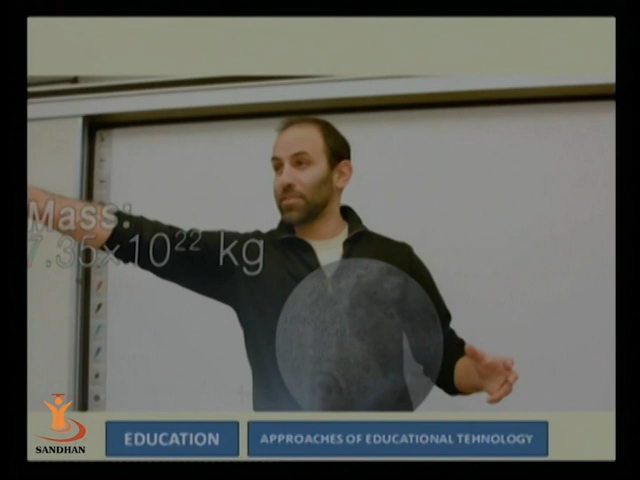 Mass:
7.35x10²² kg
SANDHAN
EDUCATION
APPROACHES OF EDUCATIONAL TEHNOLOGY